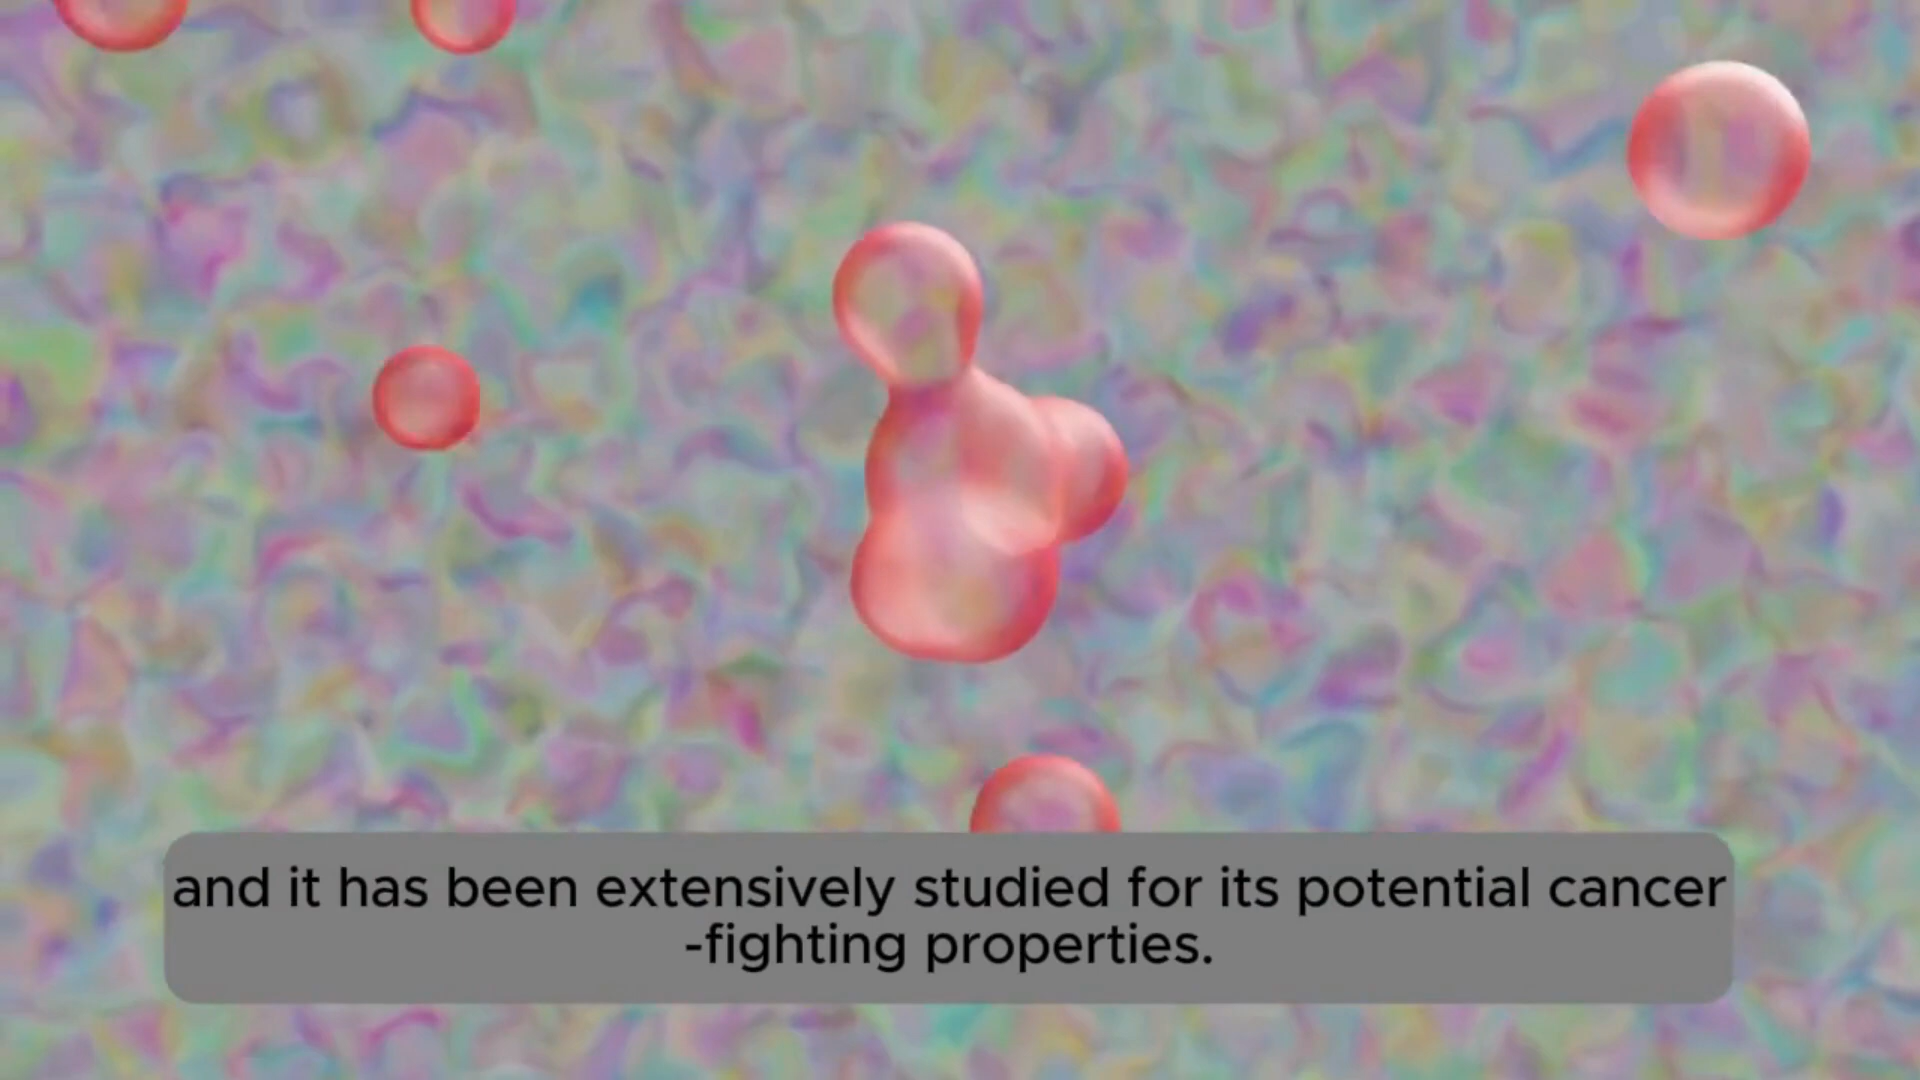 and it has been extensively studied for its potential cancer
-fighting properties.